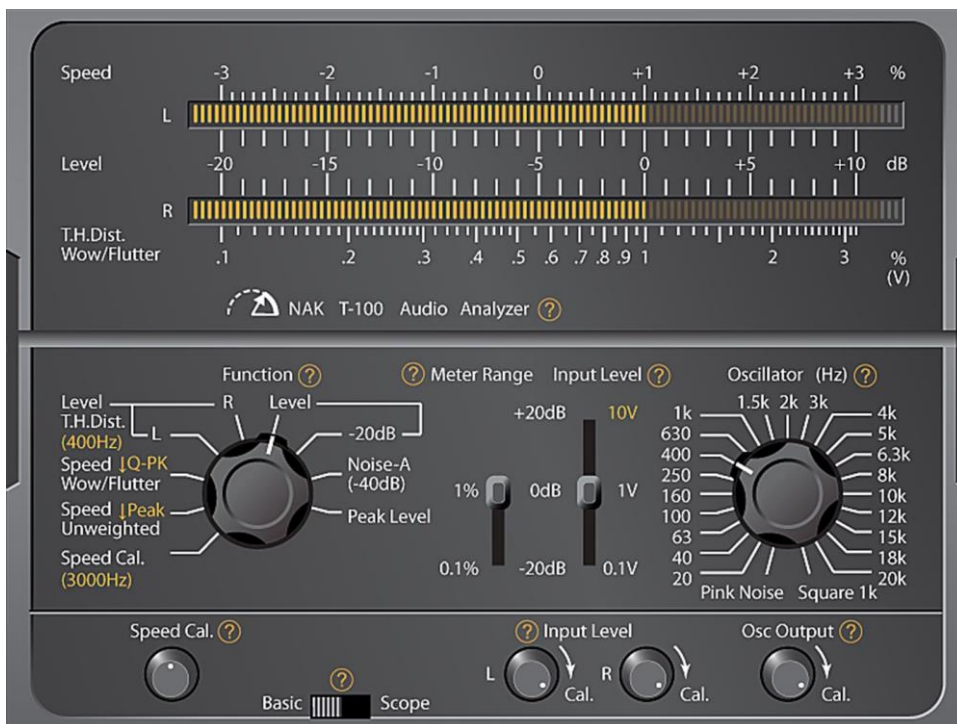 Speed -3 -2 -1 0 +1 +2 +3 %
L
Level -20 -15 -10 -5 0 +5 +10 dB
R
T.H.Dist.
Wow/Flutter .1 .2 .3 .4 .5 .6 .7 .8 .9 1 2 3 %
(V)
NAK T-100 Audio Analyzer ?
Function ?
Level R Level
T.H.Dist.
(400Hz) L -20dB
Speed ↓Q-PK
Wow/Flutter
Noise-A
(-40dB)
Speed ↓Peak
Unweighted
Peak Level
Speed Cal.
(3000Hz)
? Meter Range Input Level ?
+20dB 10V
1% 0dB 1V
0.1% -20dB 0.1V
Oscillator (Hz) ?
1k 1.5k 2k 3k 4k
630 5k
400 6.3k
250 8k
160 10k
100 12k
63 15k
40 18k
20 20k
Pink Noise Square 1k
Speed Cal. ?
?
Basic Scope
? Input Level
L Cal. R Cal.
Osc Output ?
Cal.